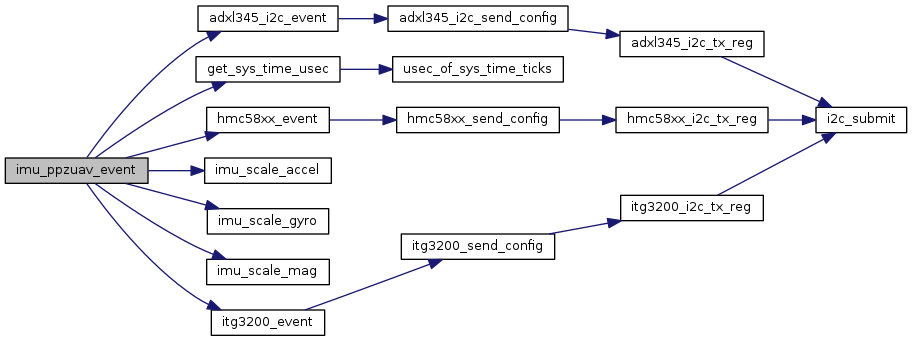 imu_ppzuav_event
adxl345_i2c_event
get_sys_time_usec
hmc58xx_event
imu_scale_accel
imu_scale_gyro
imu_scale_mag
itg3200_event
adxl345_i2c_send_config
usec_of_sys_time_ticks
hmc58xx_send_config
itg3200_send_config
adxl345_i2c_tx_reg
hmc58xx_i2c_tx_reg
itg3200_i2c_tx_reg
i2c_submit